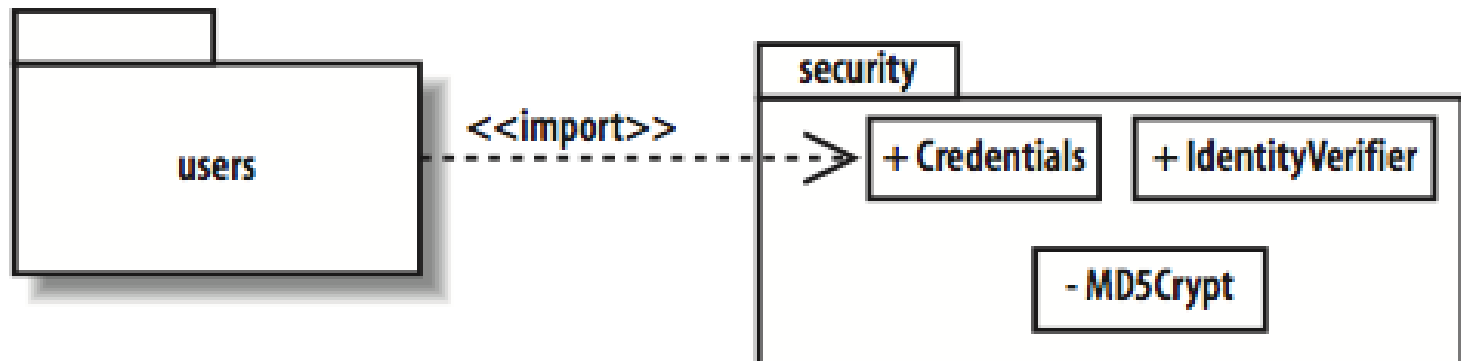 security
<<import>>
users
+ Credentials
+ IdentityVerifier
- MD5Crypt